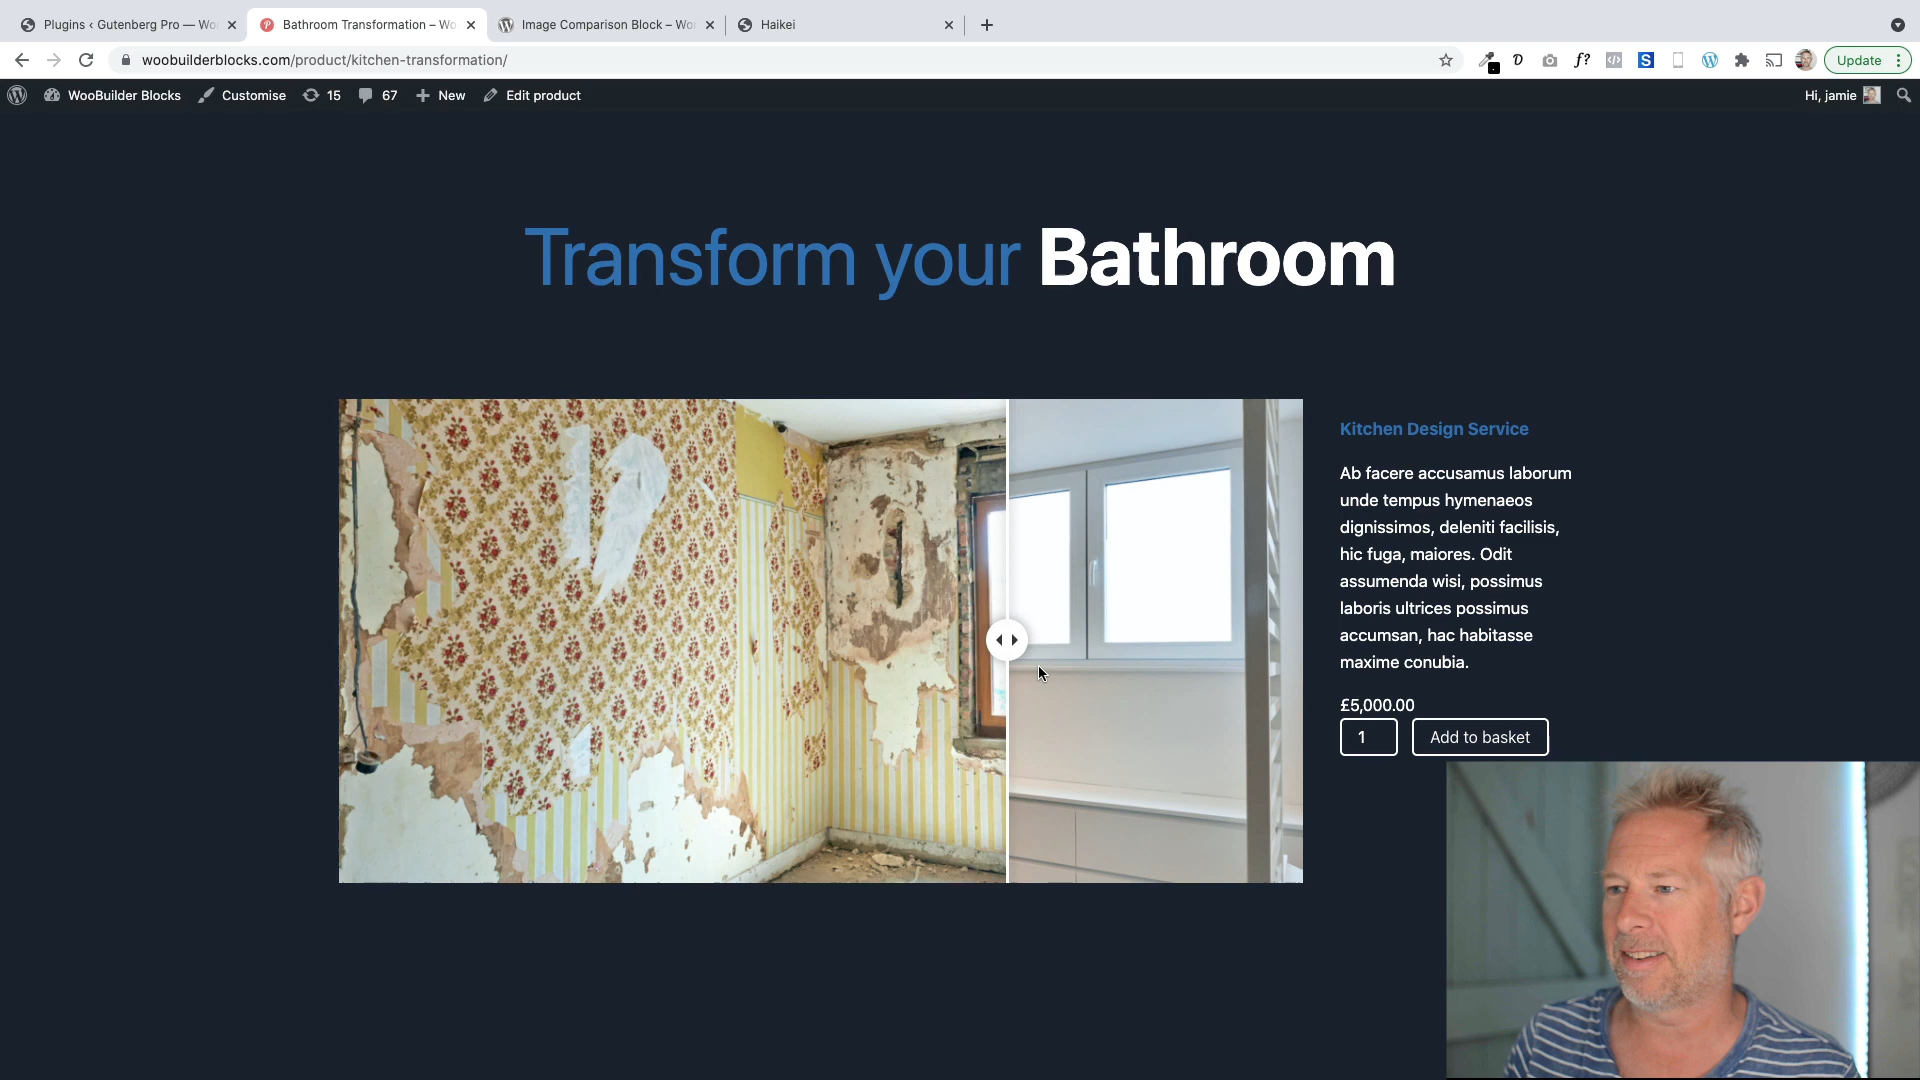 Plugins ‹ Gutenberg Pro — Wo
Bathroom Transformation – Wo
Image Comparison Block – Wo
Haikei
woobuilderblocks.com/product/kitchen-transformation/
Update
WooBuilder Blocks
Customise
15
67
New
Edit product
Hi, jamie
Transform your Bathroom
Kitchen Design Service
Ab facere accusamus laborum
unde tempus hymenaeos
dignissimos, deleniti facilisis,
hic fuga, maiores. Odit
assumenda wisi, possimus
laboris ultrices possimus
accumsan, hac habitasse
maxime conubia.
£5,000.00
1
Add to basket